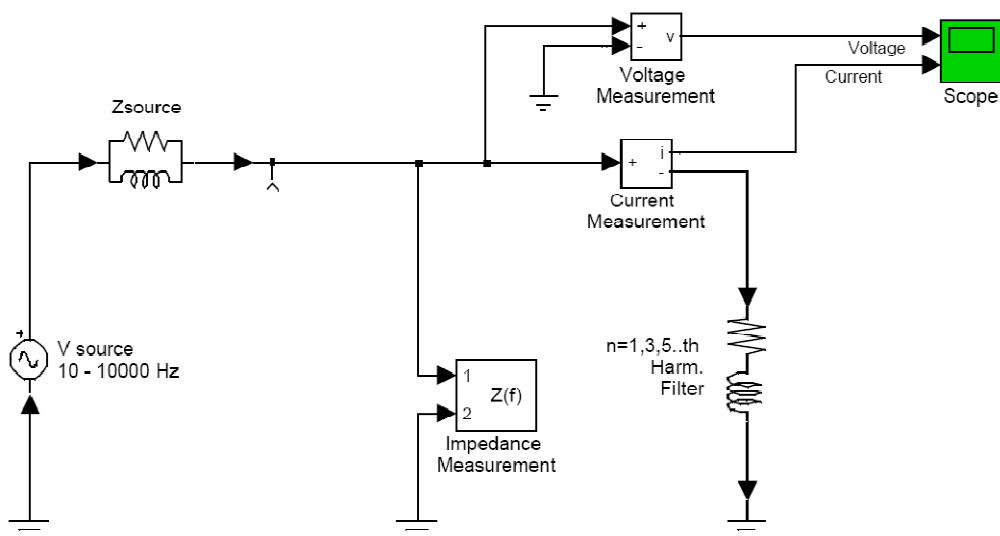 +
-
v
Voltage
Measurement
Voltage
Current
Scope
Zsource
+
i
-
Current
Measurement
+
V source
10 - 10000 Hz
1
2
Z(f)
Impedance
Measurement
n=1,3,5..th
Harm.
Filter